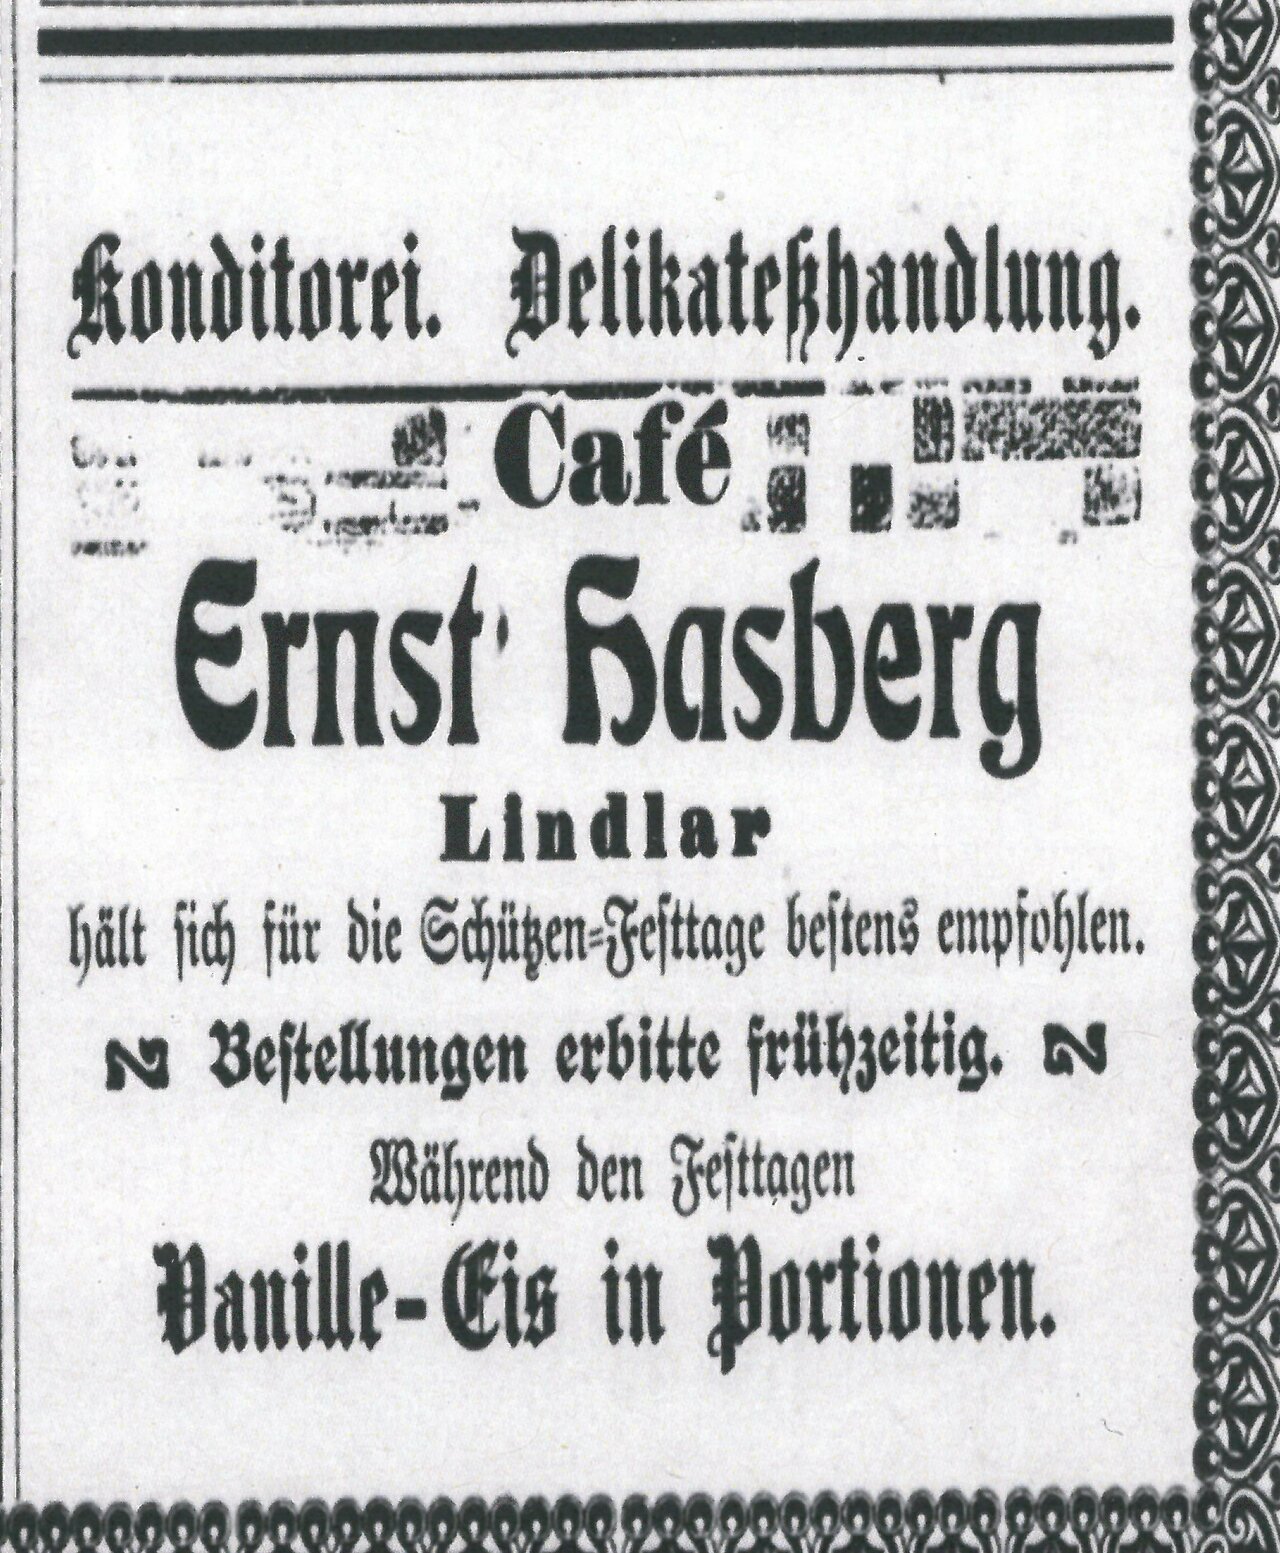 Konditorei. Delikateßhandlung.
Café
Ernst Hasberg
Lindlar
hält sich für die Schützen-Festtage bestens empfohlen.
Bestellungen erbitte frühzeitig.
Während den Festtagen
Vanille-Eis in Portionen.